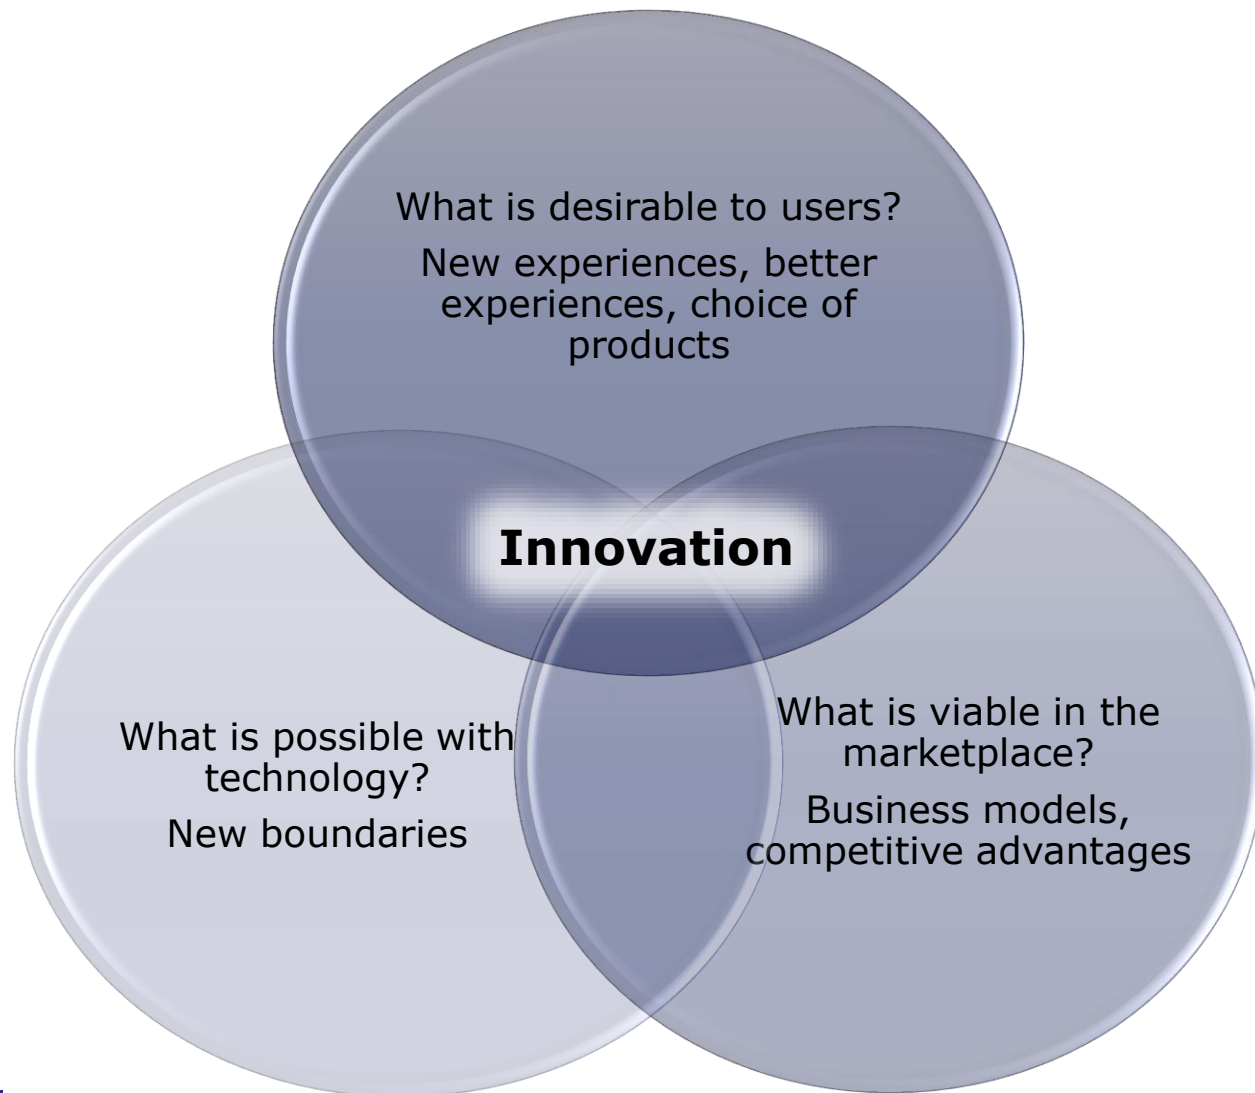 What is desirable to users?
New experiences, better
experiences, choice of
products
Innovation
What is possible with
technology?
New boundaries
What is viable in the
marketplace?
Business models,
competitive advantages